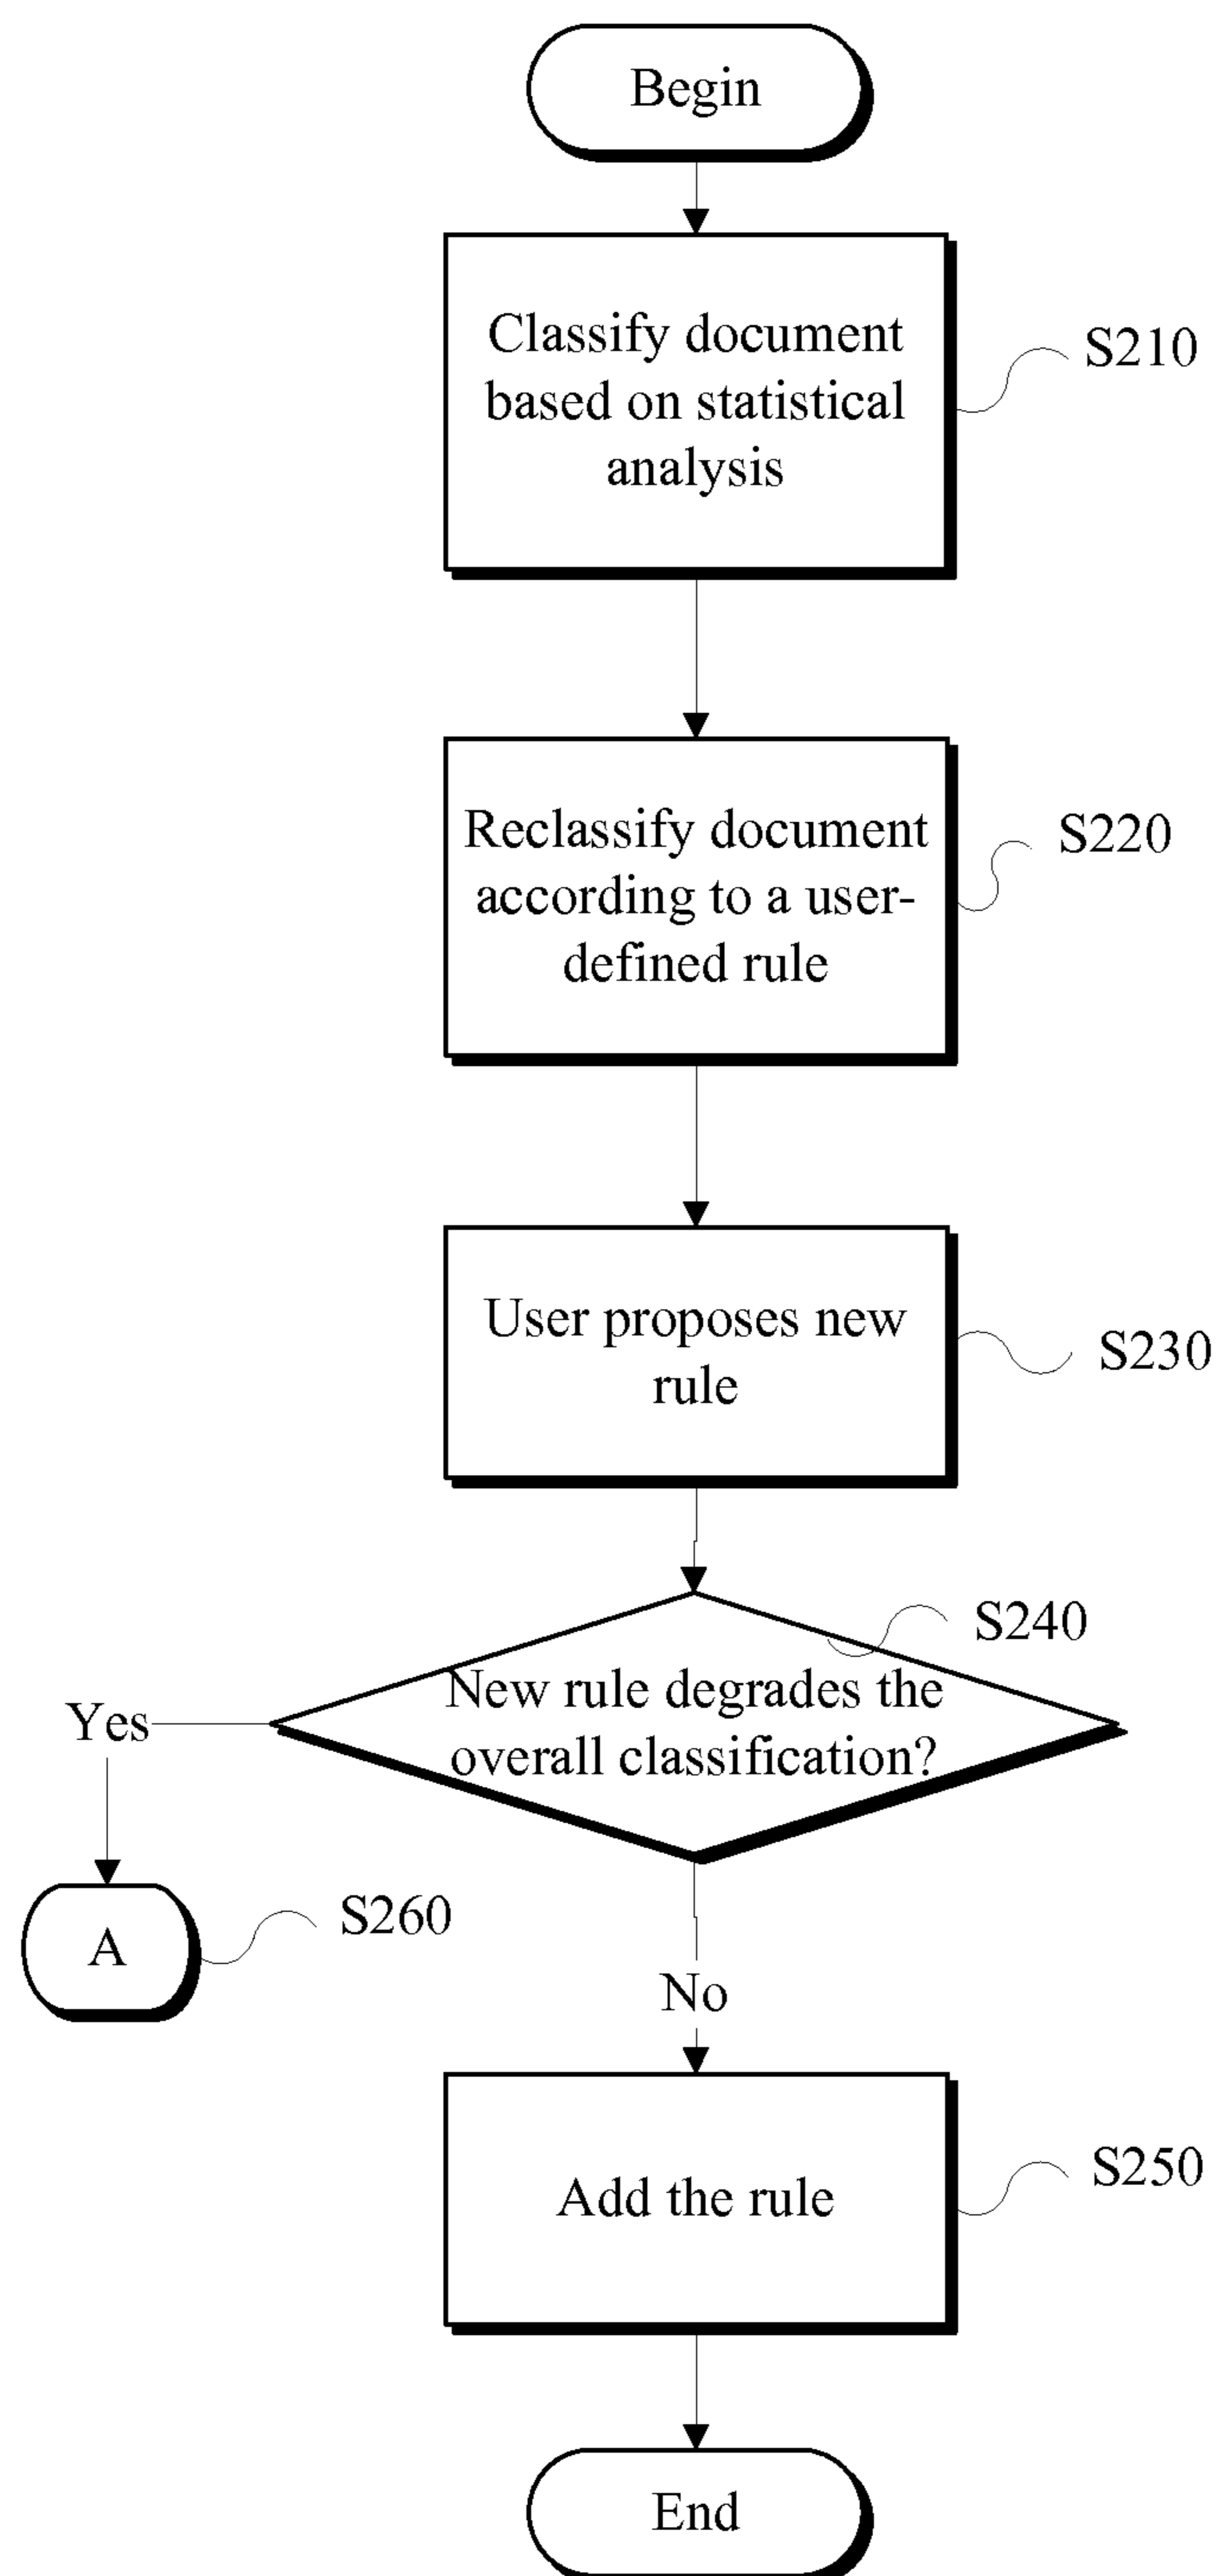 Begin
Classify document
based on statistical
analysis
S210
Reclassify document
according to a user-
defined rule
S220
User proposes new
rule
S230
S240
New rule degrades the
overall classification?
Yes
A
S260
No
Add the rule
S250
End